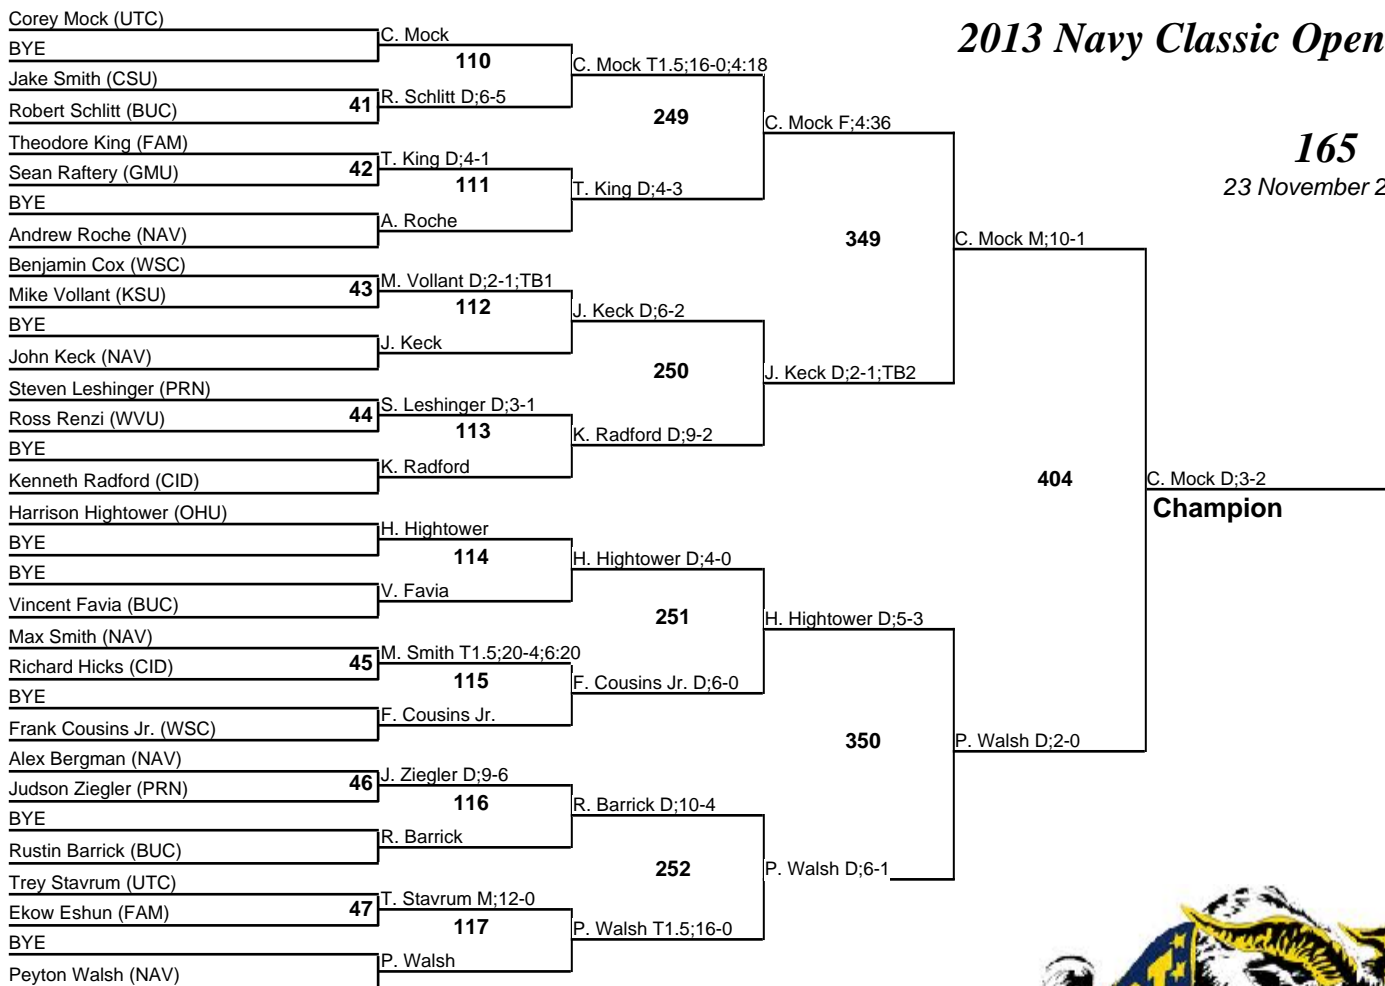 2013 Navy Classic Open
165
23 November 2
Corey Mock (UTC)
BYE
Jake Smith (CSU)
Robert Schlitt (BUC)
41
Theodore King (FAM)
Sean Raftery (GMU)
42
BYE
Andrew Roche (NAV)
Benjamin Cox (WSC)
Mike Vollant (KSU)
43
BYE
John Keck (NAV)
Steven Leshinger (PRN)
Ross Renzi (WVU)
44
BYE
Kenneth Radford (CID)
Harrison Hightower (OHU)
BYE
BYE
Vincent Favia (BUC)
Max Smith (NAV)
Richard Hicks (CID)
45
BYE
Frank Cousins Jr. (WSC)
Alex Bergman (NAV)
Judson Ziegler (PRN)
46
BYE
Rustin Barrick (BUC)
Trey Stavrum (UTC)
Ekow Eshun (FAM)
47
BYE
Peyton Walsh (NAV)
C. Mock
110
R. Schlitt D;6-5
T. King D;4-1
111
A. Roche
M. Vollant D;2-1;TB1
112
J. Keck
S. Leshinger D;3-1
113
K. Radford
H. Hightower
114
V. Favia
M. Smith T1.5;20-4;6:20
115
F. Cousins Jr.
J. Ziegler D;9-6
116
R. Barrick
T. Stavrum M;12-0
117
P. Walsh
C. Mock T1.5;16-0;4:18
249
T. King D;4-3
J. Keck D;6-2
250
K. Radford D;9-2
H. Hightower D;4-0
251
F. Cousins Jr. D;6-0
R. Barrick D;10-4
252
P. Walsh T1.5;16-0
C. Mock F;4:36
349
J. Keck D;2-1;TB2
H. Hightower D;5-3
350
P. Walsh D;6-1
C. Mock M;10-1
404
P. Walsh D;2-0
C. Mock D;3-2
Champion